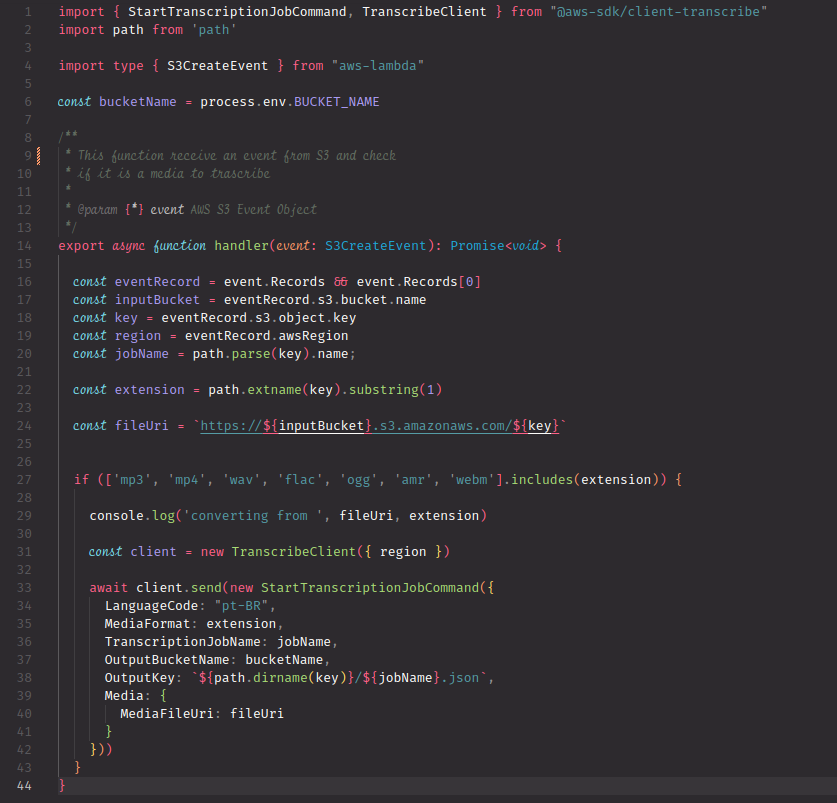 1 import { StartTranscriptionJobCommand, TranscribeClient } from "@aws-sdk/client-transcribe"
2 import path from 'path'
3
4 import type { S3CreateEvent } from "aws-lambda"
5
6 const bucketName = process.env.BUCKET_NAME
7
8 /**
9 * This function receive an event from S3 and check
10 * if it is a media to trascribe
11 *
12 * @param {*} event AWS S3 Event Object
13 */
14 export async function handler(event: S3CreateEvent): Promise<void> {
15
16 const eventRecord = event.Records && event.Records[0]
17 const inputBucket = eventRecord.s3.bucket.name
18 const key = eventRecord.s3.object.key
19 const region = eventRecord.awsRegion
20 const jobName = path.parse(key).name;
21
22 const extension = path.extname(key).substring(1)
23
24 const fileUri = `https://${inputBucket}.s3.amazonaws.com/${key}`
25
26
27 if (['mp3', 'mp4', 'wav', 'flac', 'ogg', 'amr', 'webm'].includes(extension)) {
28
29 console.log('converting from ', fileUri, extension)
30
31 const client = new TranscribeClient({ region })
32
33 await client.send(new StartTranscriptionJobCommand({
34 LanguageCode: "pt-BR",
35 MediaFormat: extension,
36 TranscriptionJobName: jobName,
37 OutputBucketName: bucketName,
38 OutputKey: `${path.dirname(key)}/${jobName}.json`,
39 Media: {
40 MediaFileUri: fileUri
41 }
42 }))
43 }
44 }